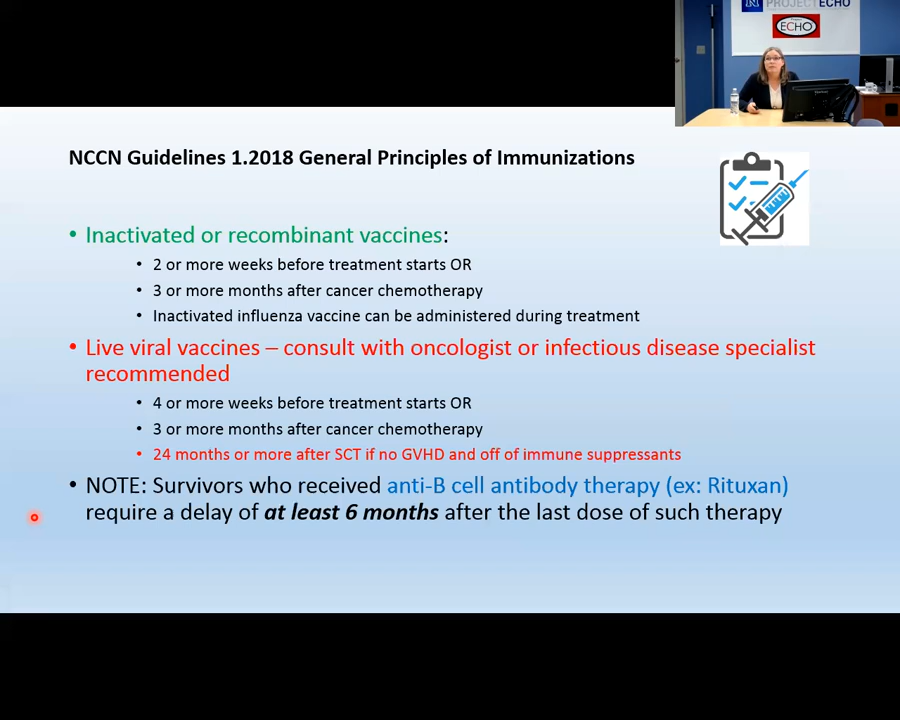 N PROJECT ECHO
ECHO
NCCN Guidelines 1.2018 General Principles of Immunizations
• Inactivated or recombinant vaccines:
• 2 or more weeks before treatment starts OR
• 3 or more months after cancer chemotherapy
• Inactivated influenza vaccine can be administered during treatment
• Live viral vaccines – consult with oncologist or infectious disease specialist
recommended
• 4 or more weeks before treatment starts OR
• 3 or more months after cancer chemotherapy
• 24 months or more after SCT if no GVHD and off of immune suppressants
• NOTE: Survivors who received anti-B cell antibody therapy (ex: Rituxan)
require a delay of at least 6 months after the last dose of such therapy